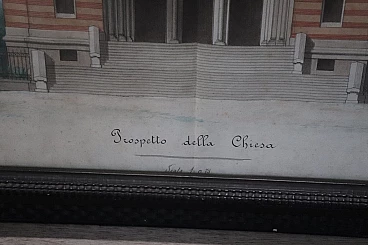 Prospetto della Chiesa